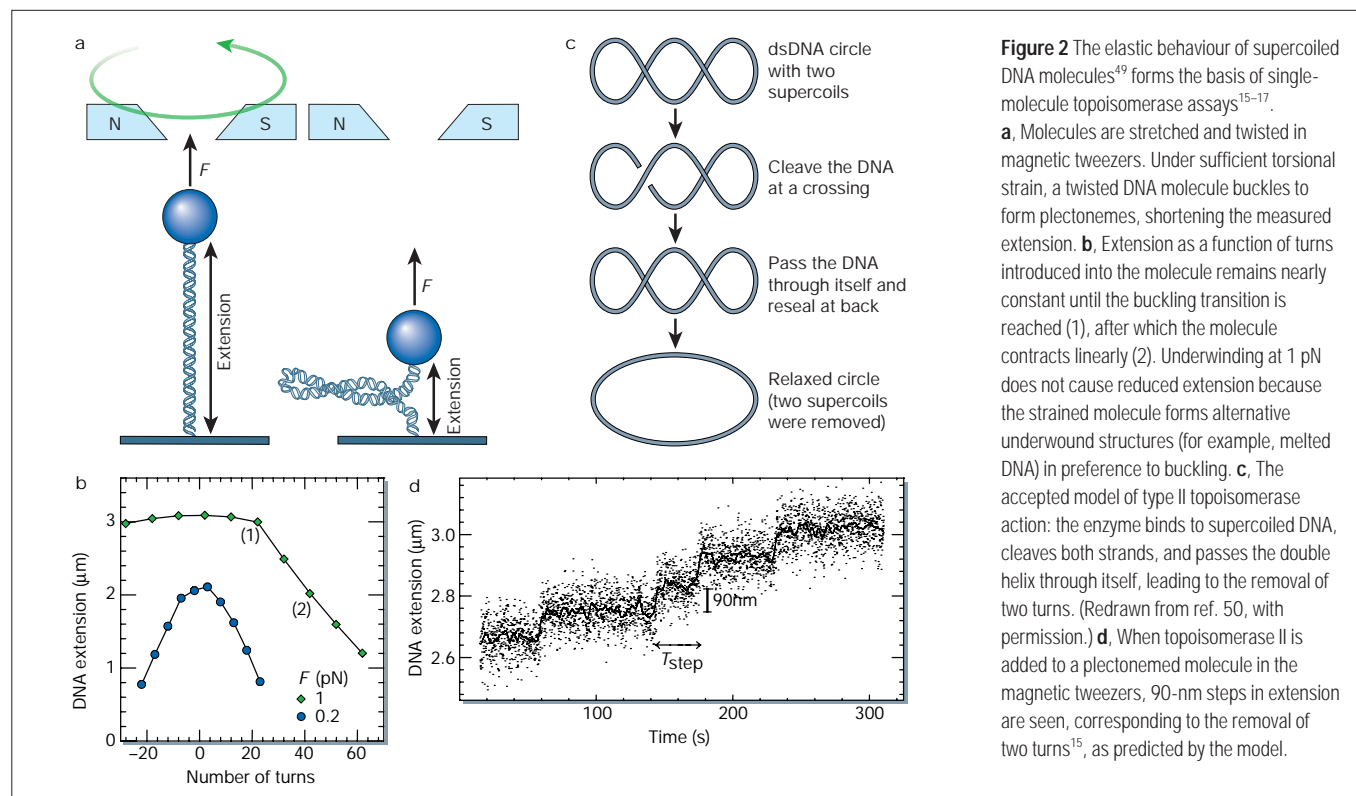 a
N
S
N
S
F
F
Extension
Extension
c
dsDNA circle
with two
supercoils
Cleave the DNA
at a crossing
Pass the DNA
through itself and
reseal at back
Relaxed circle
(two supercoils
were removed)
b
DNA extension (μm)
3
2
1
0
(1)
(2)
F (pN)
1
0.2
−20 0 20 40 60
Number of turns
d
DNA extension (μm)
3.0
2.8
2.6
90nm
Tstep
100 200 300
Time (s)
Figure 2 The elastic behaviour of supercoiled
DNA molecules49 forms the basis of single-
molecule topoisomerase assays15–17.
a, Molecules are stretched and twisted in
magnetic tweezers. Under sufficient torsional
strain, a twisted DNA molecule buckles to
form plectonemes, shortening the measured
extension. b, Extension as a function of turns
introduced into the molecule remains nearly
constant until the buckling transition is
reached (1), after which the molecule
contracts linearly (2). Underwinding at 1 pN
does not cause reduced extension because
the strained molecule forms alternative
underwound structures (for example, melted
DNA) in preference to buckling. c, The
accepted model of type II topoisomerase
action: the enzyme binds to supercoiled DNA,
cleaves both strands, and passes the double
helix through itself, leading to the removal of
two turns. (Redrawn from ref. 50, with
permission.) d, When topoisomerase II is
added to a plectonemed molecule in the
magnetic tweezers, 90-nm steps in extension
are seen, corresponding to the removal of
two turns15, as predicted by the model.